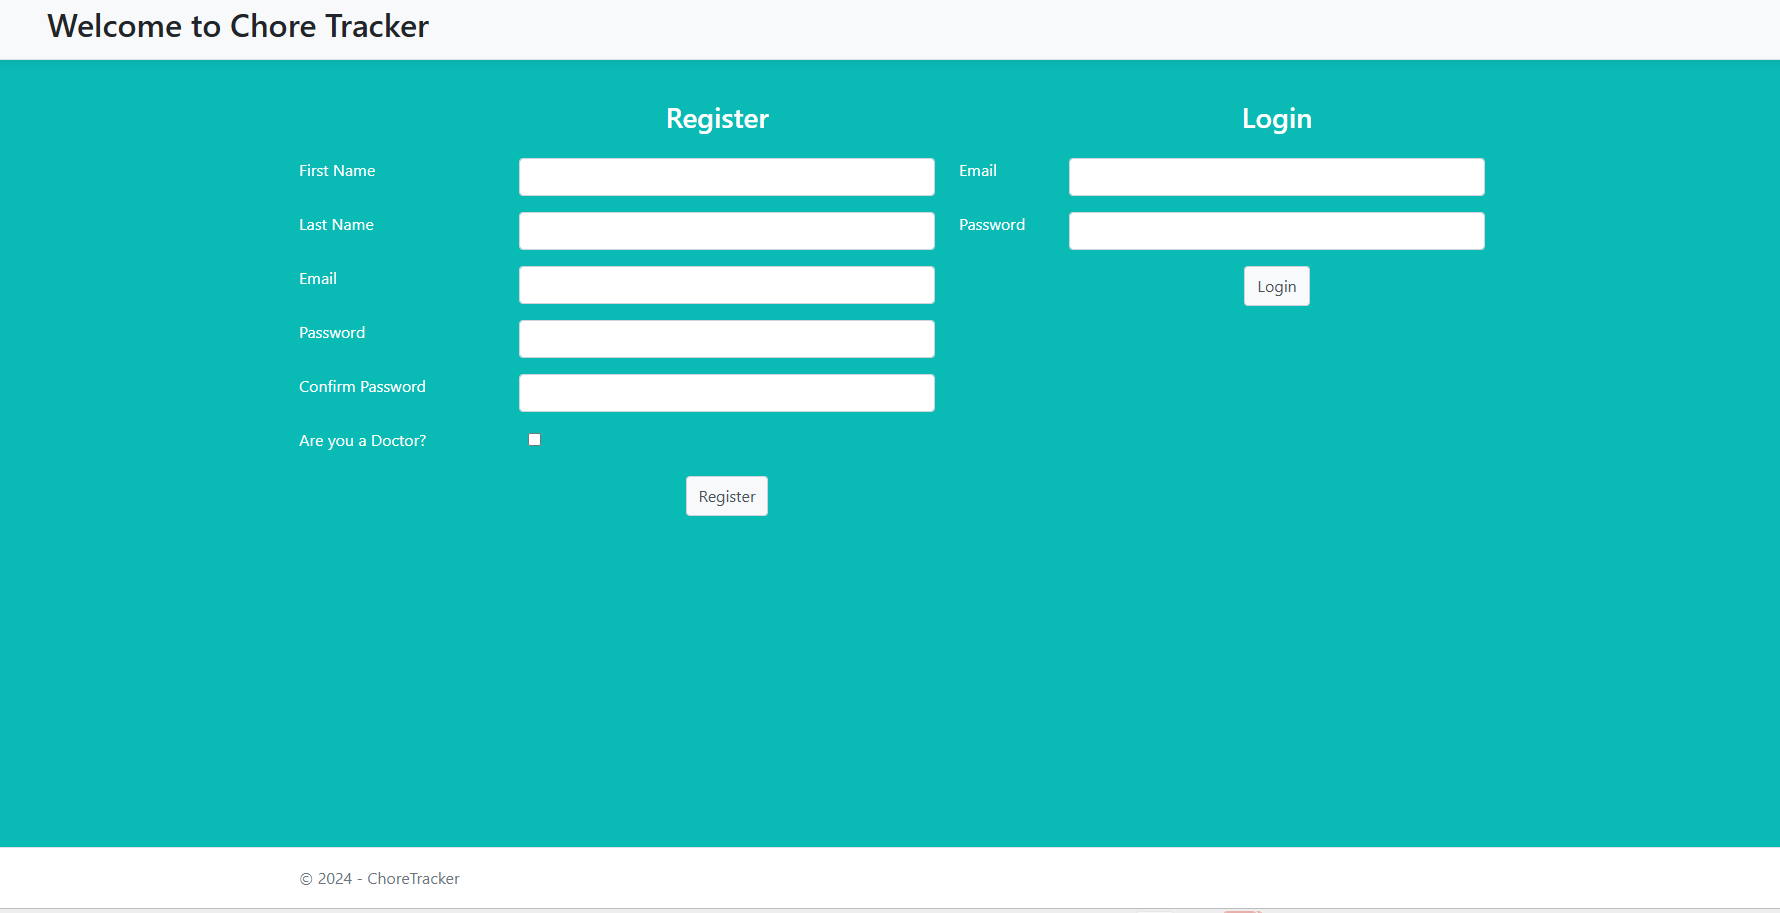 Welcome to Chore Tracker
Register
First Name
Last Name
Email
Password
Confirm Password
Are you a Doctor?
Register
Login
Email
Password
Login
© 2024 - ChoreTracker